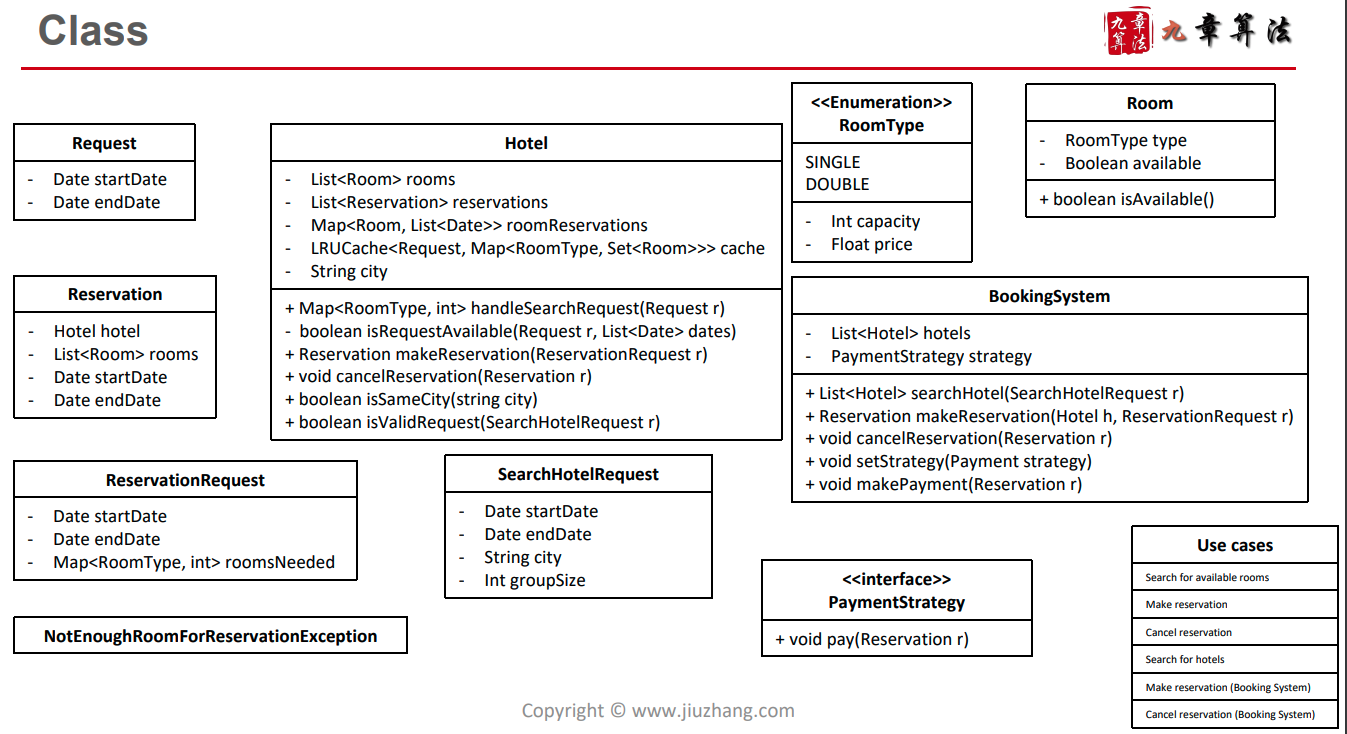 Class
九章算法
九章算法
Request
- Date startDate
- Date endDate
Hotel
- List<Room> rooms
- List<Reservation> reservations
- Map<Room, List<Date>> roomReservations
- LRUCache<Request, Map<RoomType, Set<Room>>> cache
- String city
+ Map<RoomType, int> handleSearchRequest(Request r)
- boolean isRequestAvailable(Request r, List<Date> dates)
+ Reservation makeReservation(ReservationRequest r)
+ void cancelReservation(Reservation r)
+ boolean isSameCity(string city)
+ boolean isValidRequest(SearchHotelRequest r)
<<Enumeration>>
RoomType
SINGLE
DOUBLE
- Int capacity
- Float price
Room
- RoomType type
- Boolean available
+ boolean isAvailable()
Reservation
- Hotel hotel
- List<Room> rooms
- Date startDate
- Date endDate
BookingSystem
- List<Hotel> hotels
- PaymentStrategy strategy
+ List<Hotel> searchHotel(SearchHotelRequest r)
+ Reservation makeReservation(Hotel h, ReservationRequest r)
+ void cancelReservation(Reservation r)
+ void setStrategy(Payment strategy)
+ void makePayment(Reservation r)
ReservationRequest
- Date startDate
- Date endDate
- Map<RoomType, int> roomsNeeded
SearchHotelRequest
- Date startDate
- Date endDate
- String city
- Int groupSize
<<interface>>
PaymentStrategy
+ void pay(Reservation r)
Use cases
Search for available rooms
Make reservation
Cancel reservation
Search for hotels
Make reservation (Booking System)
Cancel reservation (Booking System)
NotEnoughRoomForReservationException
Copyright © www.jiuzhang.com